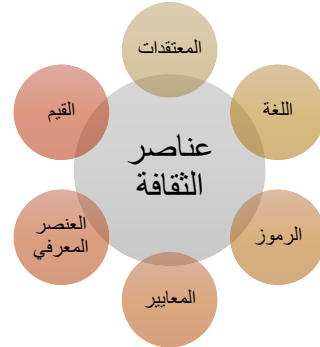 المعتقدات
اللغة
الرموز
المعايير
العنصر
المعرفي
القيم
عناصر
الثقافة